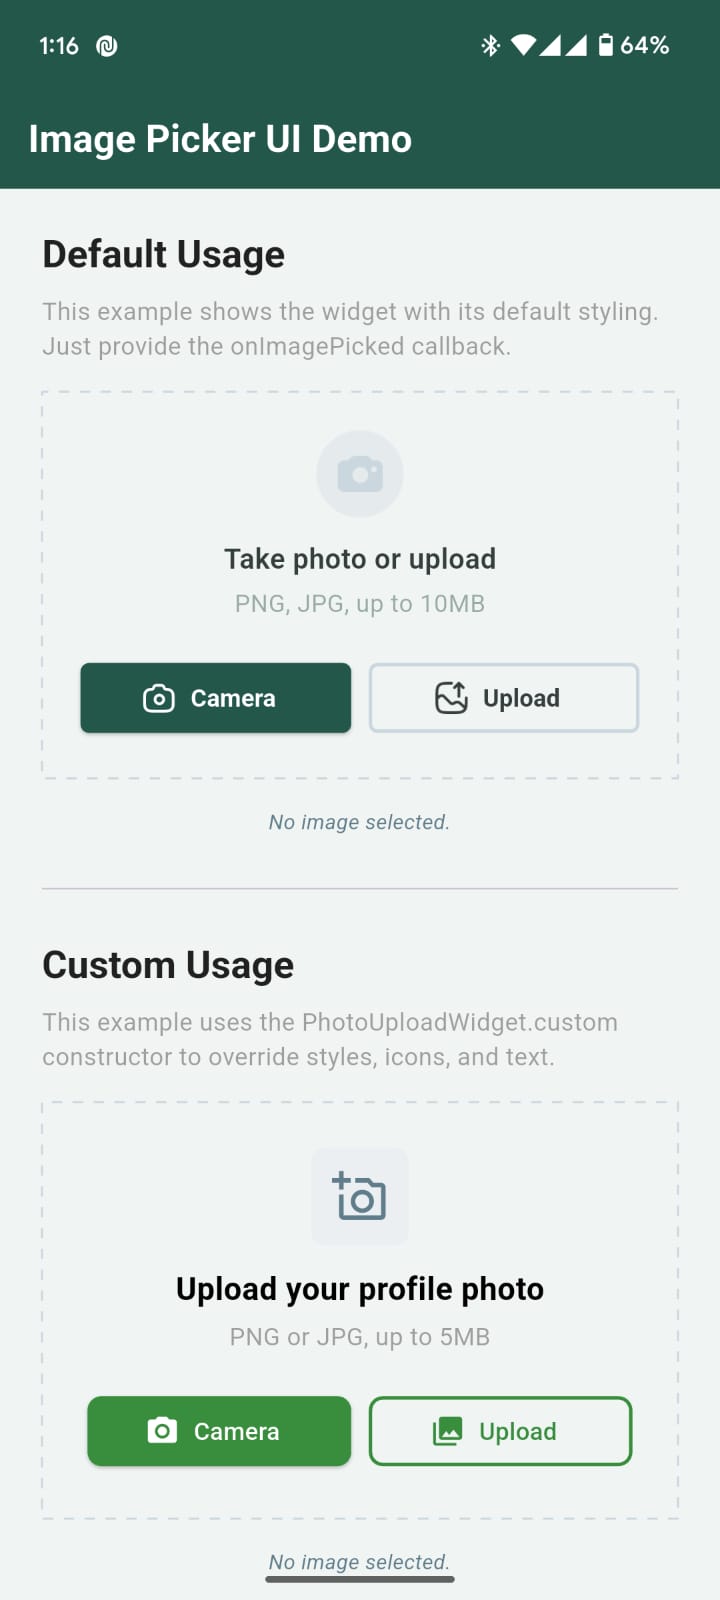 1:16
64%
Image Picker UI Demo
Default Usage
This example shows the widget with its default styling.
Just provide the onImagePicked callback.
Take photo or upload
PNG, JPG, up to 10MB
Camera
Upload
No image selected.
Custom Usage
This example uses the PhotoUploadWidget.custom
constructor to override styles, icons, and text.
Upload your profile photo
PNG or JPG, up to 5MB
Camera
Upload
No image selected.